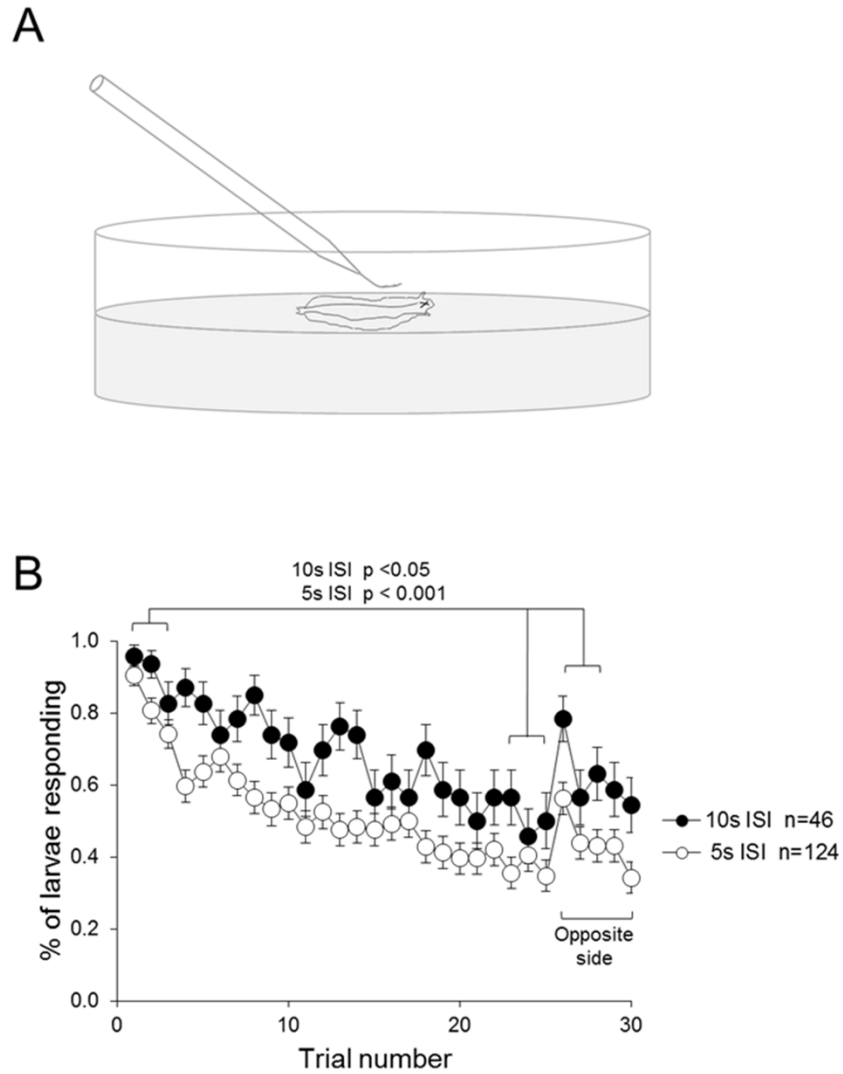 A
B
10s ISI p <0.05
5s ISI p < 0.001
1.0
0.8
0.6
0.4
0.2
0.0
% of larvae responding
10s ISI n=46
5s ISI n=124
Opposite
side
0
10
20
30
Trial number